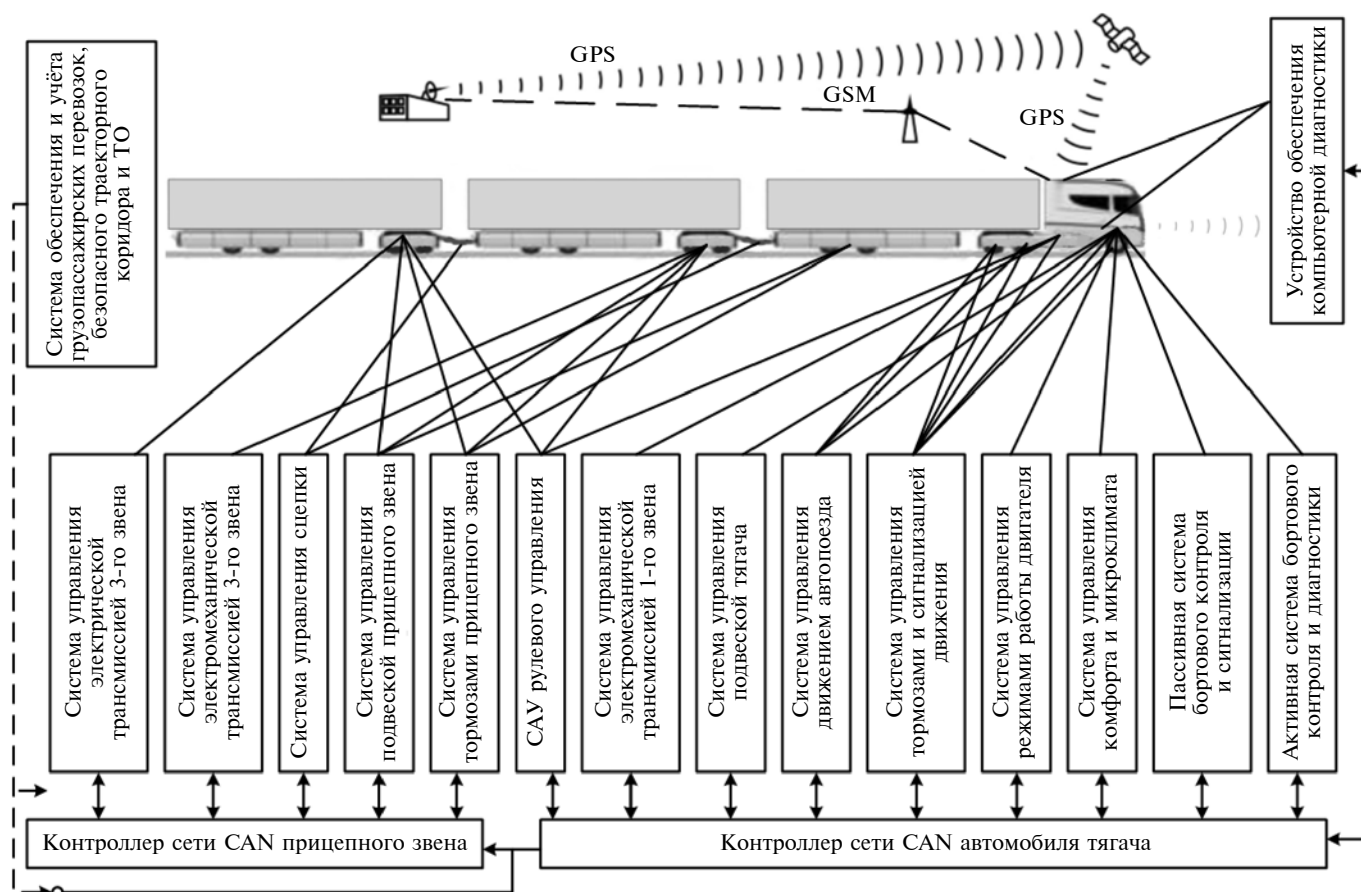 Система обеспечения и учёта
грузопассажирских перевозок,
безопасного траекторного
коридора и ТО
GPS
GSM
GPS
Устройство обеспечения
компьютерной диагностики
Система управления
электрической
трансмиссией 3-го звена
Система управления
электромеханической
трансмиссией 3-го звена
Система управления сцепки
Система управления
подвеской прицепного звена
Система управления
тормозами прицепного звена
САУ рулевого управления
Система управления
электромеханической
трансмиссией 1-го звена
Система управления
подвеской тягача
Система управления
движением автопоезда
Система управления
тормозами и сигнализацией
движения
Система управления
режимами работы двигателя
Система управления
комфорта и микроклимата
Пассивная система
бортового контроля
и сигнализации
Активная система бортового
контроля и диагностики
Контроллер сети CAN прицепного звена
Контроллер сети CAN автомобиля тягача